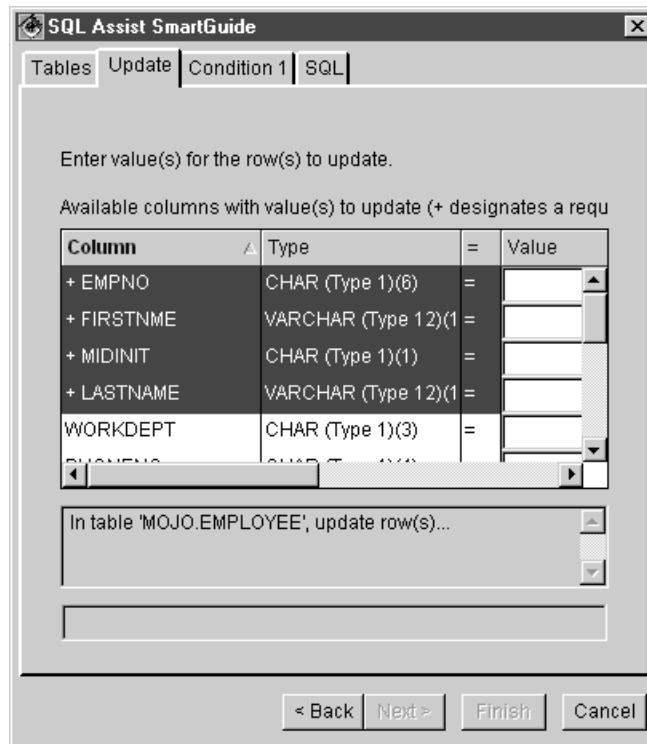 SQL Assist SmartGuide
Tables Update Condition 1 SQL
Enter value(s) for the row(s) to update.
Available columns with value(s) to update (+ designates a requ
Column Type = Value
+ EMPNO CHAR (Type 1)(6) =
+ FIRSTNME VARCHAR (Type 12)(1 =
+ MIDINIT CHAR (Type 1)(1) =
+ LASTNAME VARCHAR (Type 12)(1 =
WORKDEPT CHAR (Type 1)(3) =
In table 'MOJO.EMPLOYEE', update row(s)...
< Back Next > Finish Cancel